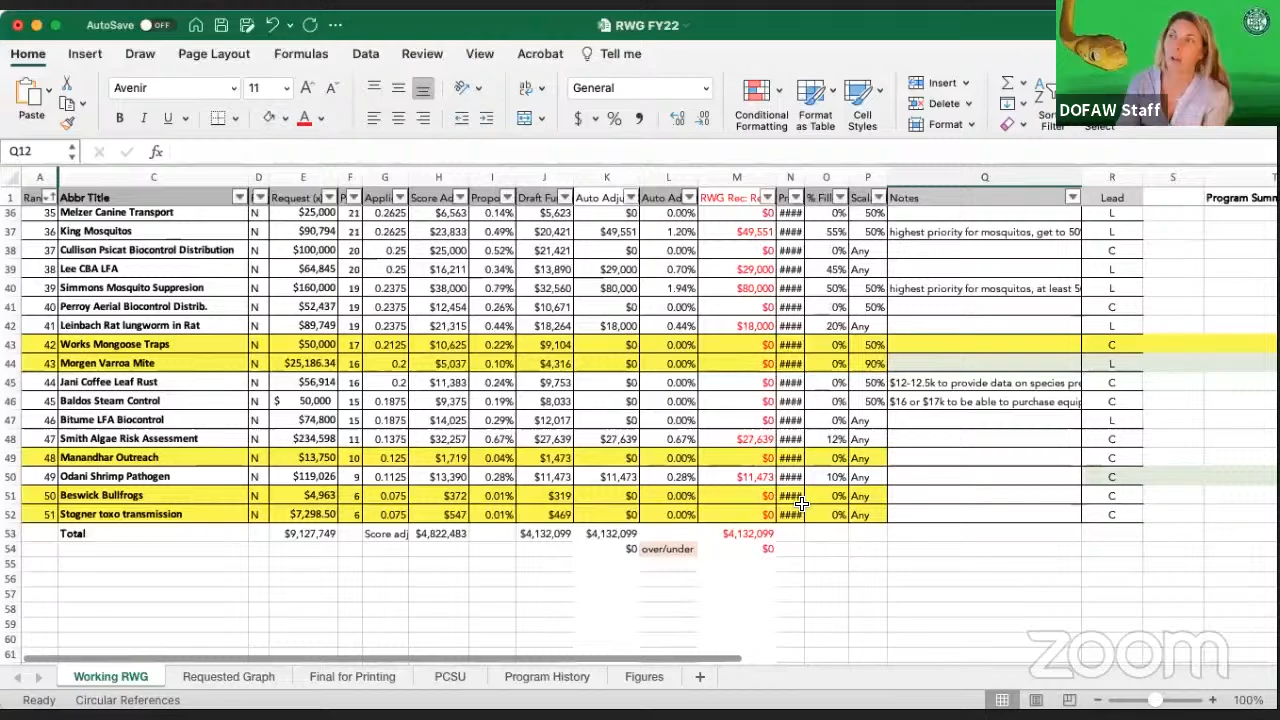 AutoSave OFF ··· RWG FY22
Home Insert Draw Page Layout Formulas Data Review View Acrobat Tell me
Paste Avenir 11 General Conditional Formatting Format as Table Cell Styles Insert Delete Format Filter Select
B I U $ %
DOFAW Staff
Q12 fx
A C D E F G H I J K L M N O P Q R S T
1 Ran Abbr Title Request (x P Appli Score Ad Propo Draft Fu Auto Adju Auto Ad RWG Rec: Re Pr % Fill Scal Notes Lead Program Summ
36 35 Melzer Canine Transport N $25,000 21 0.2625 $6,563 0.14% $5,623 $0 0.00% $0 #### 0% 50% L
37 36 King Mosquitos N $90,794 21 0.2625 $23,833 0.49% $20,421 $49,551 1.20% $49,551 #### 55% 50% highest priority for mosquitos, get to 50 L
38 37 Cullison Psicat Biocontrol Distribution N $100,000 20 0.25 $25,000 0.52% $21,421 $0 0.00% $0 #### 0% Any C
39 38 Lee CBA LFA N $64,845 20 0.25 $16,211 0.34% $13,890 $29,000 0.70% $29,000 #### 45% Any L
40 39 Simmons Mosquito Suppresion N $160,000 19 0.2375 $38,000 0.79% $32,560 $80,000 1.94% $80,000 #### 50% 50% highest priority for mosquitos, at least 5 L
41 40 Perroy Aerial Biocontrol Distrib. N $52,437 19 0.2375 $12,454 0.26% $10,671 $0 0.00% $0 #### 0% 50% C
42 41 Leinbach Rat lungworm in Rat N $89,749 19 0.2375 $21,315 0.44% $18,264 $18,000 0.44% $18,000 #### 20% Any L
43 42 Works Mongoose Traps N $50,000 17 0.2125 $10,625 0.22% $9,104 $0 0.00% $0 #### 0% 50% C
44 43 Morgen Varroa Mite N $25,186.34 16 0.2 $5,037 0.10% $4,316 $0 0.00% $0 #### 0% 90% L
45 44 Jani Coffee Leaf Rust N $56,914 16 0.2 $11,383 0.24% $9,753 $0 0.00% $0 #### 0% 50% $12-12.5k to provide data on species pre C
46 45 Baldos Steam Control N $ 50,000 15 0.1875 $9,375 0.19% $8,033 $0 0.00% $0 #### 0% 50% $16 or $17k to be able to purchase equip C
47 46 Bitume LFA Biocontrol N $74,800 15 0.1875 $14,025 0.29% $12,017 $0 0.00% $0 #### 0% Any L
48 47 Smith Algae Risk Assessment N $234,598 11 0.1375 $32,257 0.67% $27,639 $27,639 0.67% $27,639 #### 12% Any C
49 48 Manandhar Outreach N $13,750 10 0.125 $1,719 0.04% $1,473 $0 0.00% $0 #### 0% Any C
50 49 Odani Shrimp Pathogen N $119,026 9 0.1125 $13,390 0.28% $11,473 $11,473 0.28% $11,473 #### 10% Any C
51 50 Beswick Bullfrogs N $4,963 6 0.075 $372 0.01% $319 $0 0.00% $0 #### 0% Any C
52 51 Stogner toxo transmission N $7,298.50 6 0.075 $547 0.01% $469 $0 0.00% $0 #### 0% Any C
53 Total $9,127,749 Score adj $4,822,483 $4,132,099 $4,132,099 $4,132,099
54 $0 over/under $0
55
56
57
58
59
60
61
zoom
Working RWG Requested Graph Final for Printing PCSU Program History Figures +
Ready Circular References 100%